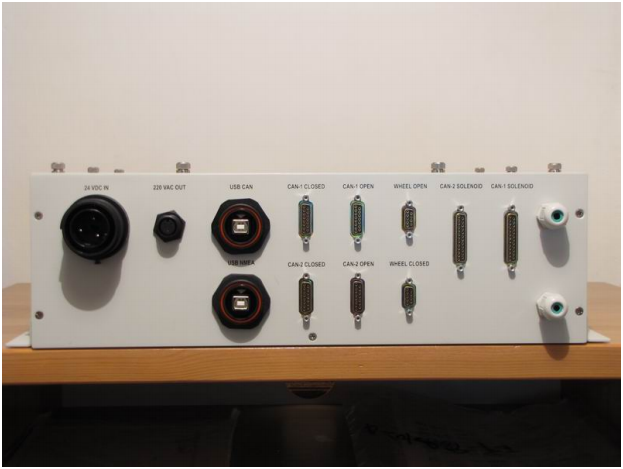 24 VDC IN
220 VAC OUT
USB CAN
CAN-1 CLOSED
CAN-1 OPEN
WHEEL OPEN
CAN-2 SOLENOID
CAN-1 SOLENOID
USB NMEA
CAN-2 CLOSED
CAN-2 OPEN
WHEEL CLOSED